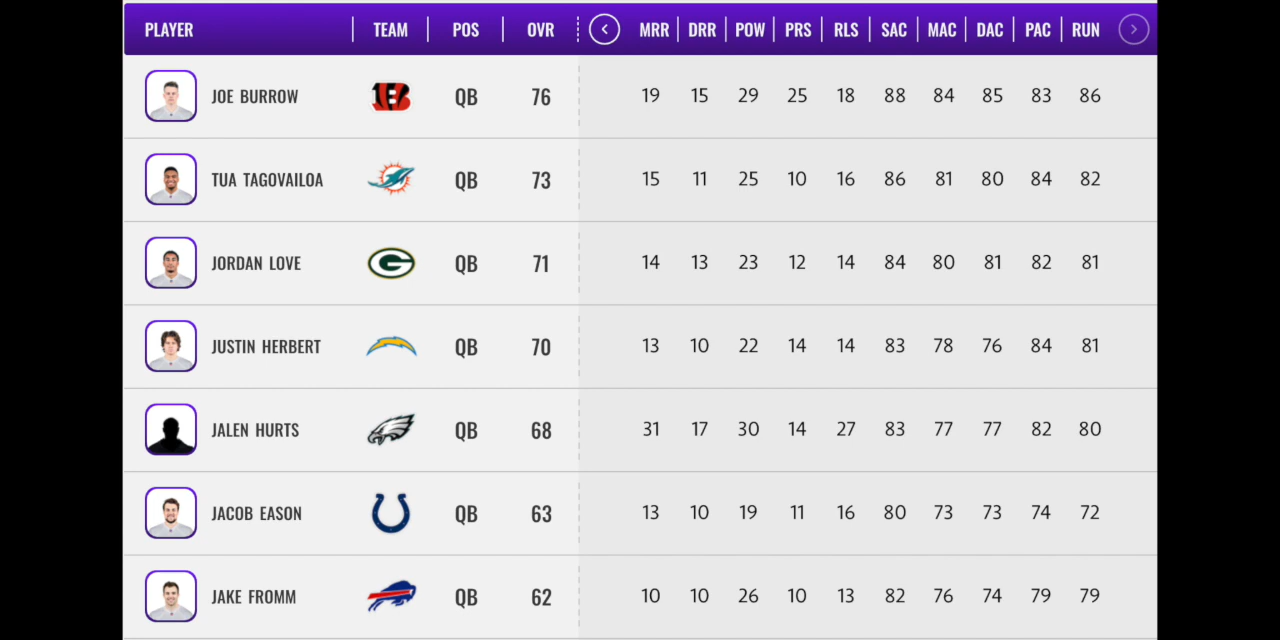 PLAYER TEAM POS OVR MRR DRR POW PRS RLS SAC MAC DAC PAC RUN
JOE BURROW QB 76 19 15 29 25 18 88 84 85 83 86
TUA TAGOVAILOA QB 73 15 11 25 10 16 86 81 80 84 82
JORDAN LOVE QB 71 14 13 23 12 14 84 80 81 82 81
JUSTIN HERBERT QB 70 13 10 22 14 14 83 78 76 84 81
JALEN HURTS QB 68 31 17 30 14 27 83 77 77 82 80
JACOB EASON QB 63 13 10 19 11 16 80 73 73 74 72
JAKE FROMM QB 62 10 10 26 10 13 82 76 74 79 79